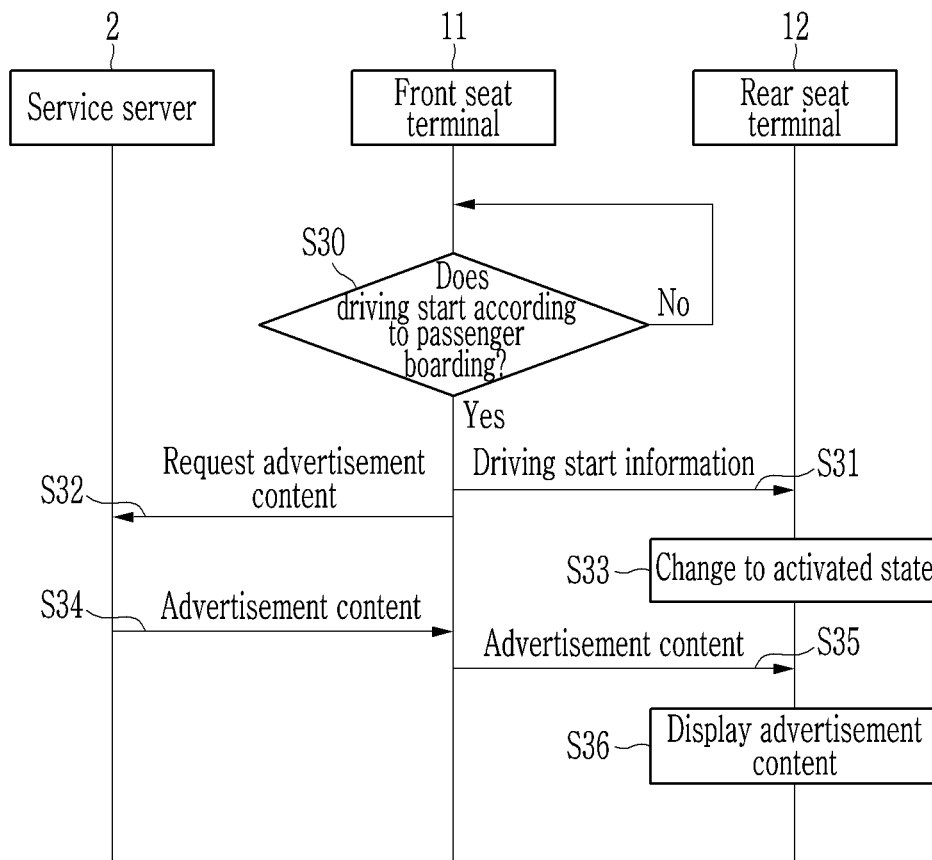 2
11
12
Service server
Front seat
terminal
Rear seat
terminal
S30
Does
driving start according
to passenger
boarding?
No
Yes
Request advertisement
content
S32
Driving start information
S31
S33
Change to activated state
S34
Advertisement content
Advertisement content
S35
S36
Display advertisement
content